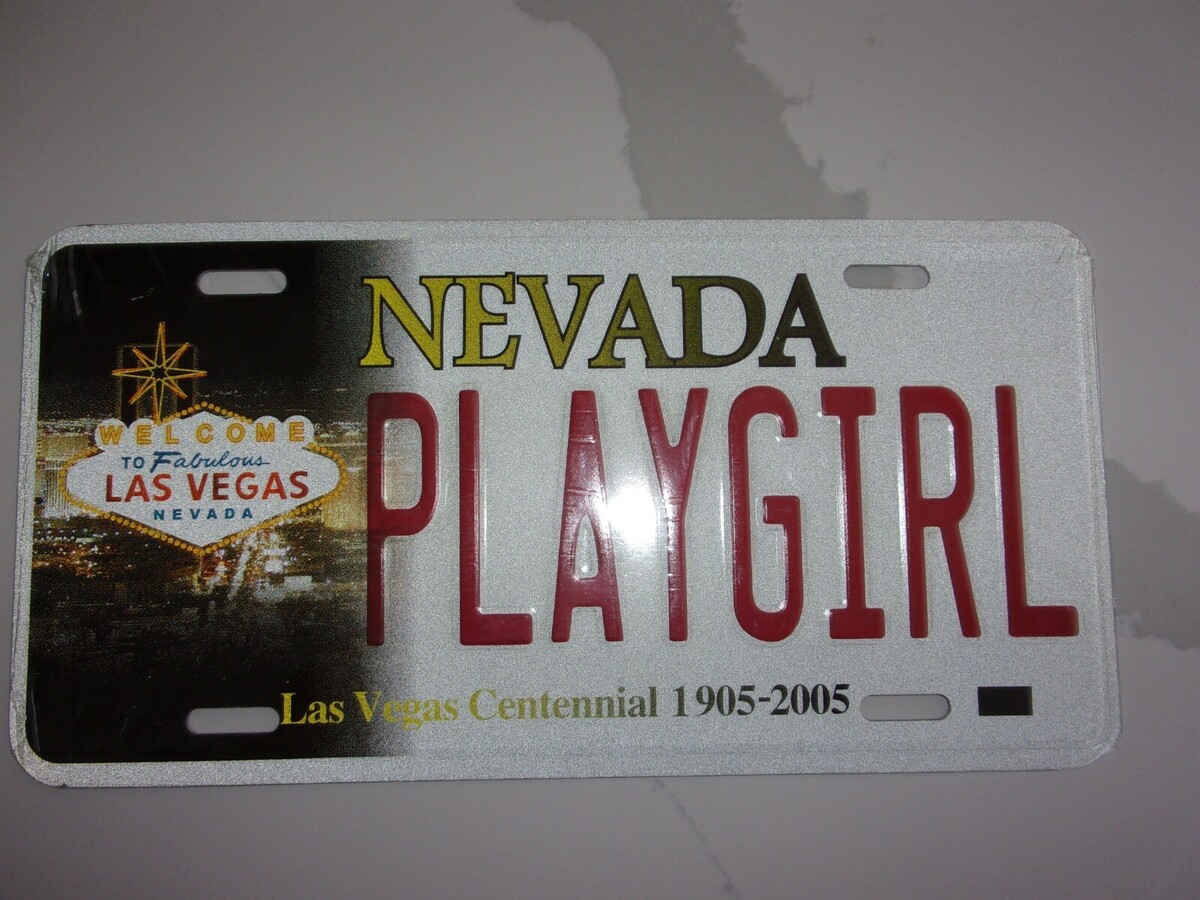 NEVADA
WELCOME
TO Fabulous
LAS VEGAS
NEVADA
PLAYGIRL
Las Vegas Centennial 1905-2005